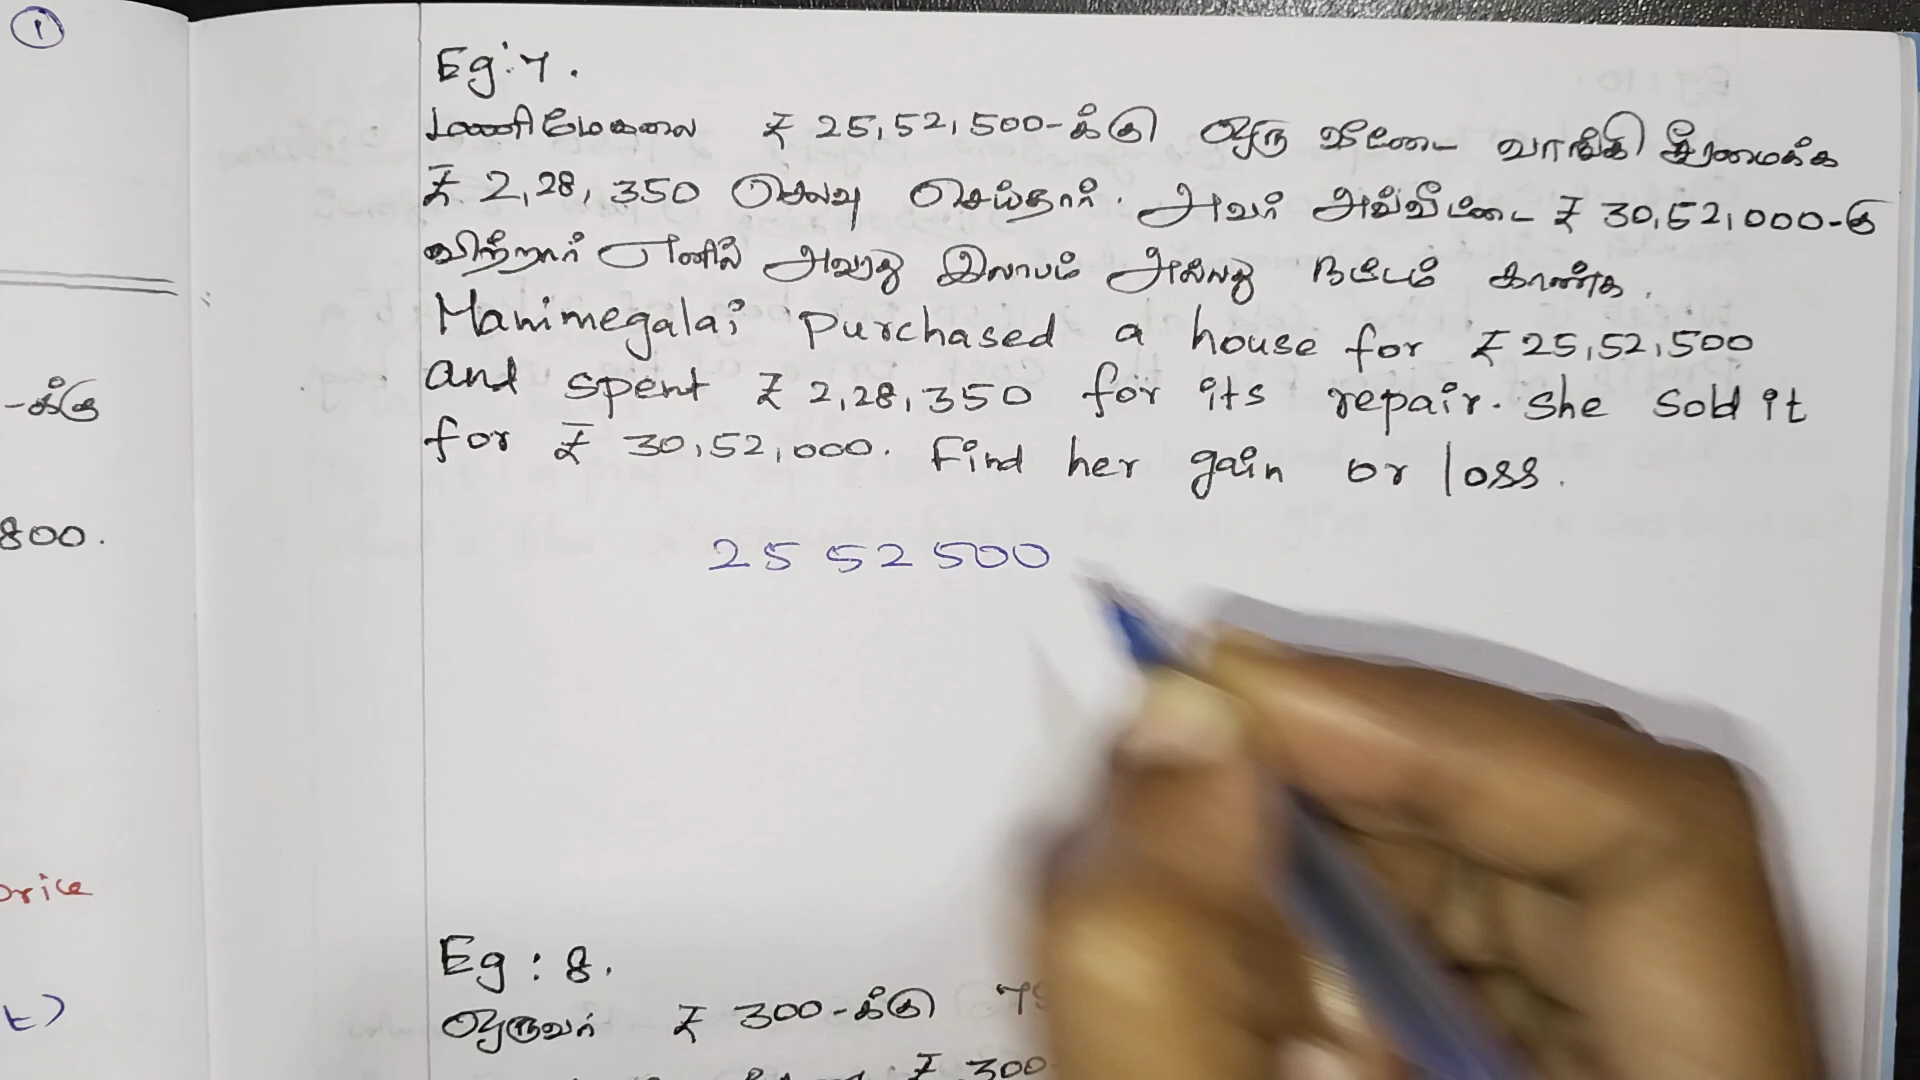 1
Eg: 7.
மணிமேகலை ₹ 25,52,500-க்கு ஒரு வீட்டை வாங்கி சீரமைக்க
₹ 2,28,350 செலவு செய்தார். அவர் அவ்வீட்டை ₹ 30,52,000-கு
விற்றார் எனில் அவரது இலாபம் அல்லது நட்டம் காண்க.
Manimegalai purchased a house for ₹ 25,52,500
and spent ₹ 2,28,350 for its repair. She sold it
for ₹ 30,52,000. Find her gain or loss.
25 52 500
-க்கு
800.
Eg : 8.
ஒருவர் ₹ 300-க்கு
₹ 300